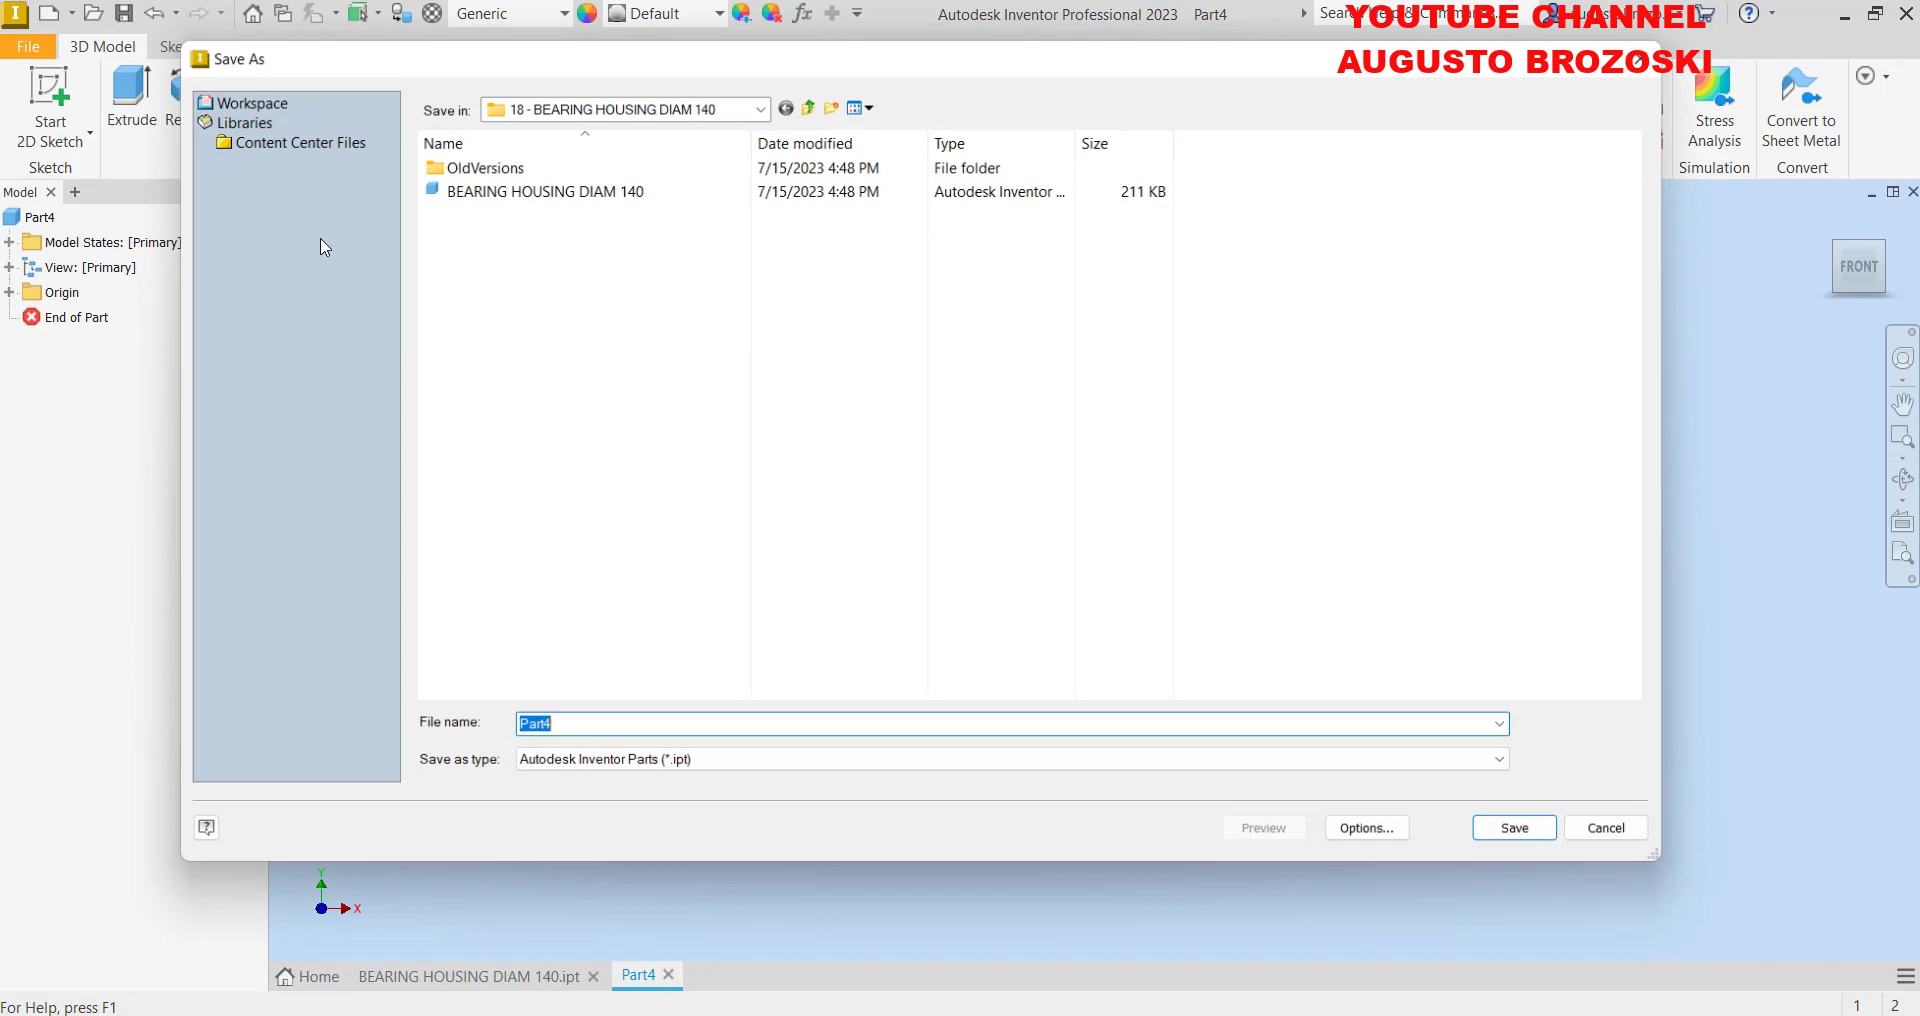 Generic
Default
Autodesk Inventor Professional 2023 Part4
YOUTUBE CHANNEL
AUGUSTO BROZOSKI
File
3D Model
Save As
Start
2D Sketch
Sketch
Extrude
Stress
Analysis
Simulation
Convert to
Sheet Metal
Convert
Workspace
Libraries
Content Center Files
Save in:
18 - BEARING HOUSING DIAM 140
Name Date modified Type Size
OldVersions 7/15/2023 4:48 PM File folder
BEARING HOUSING DIAM 140 7/15/2023 4:48 PM Autodesk Inventor ... 211 KB
Model
Part4
Model States: [Primary]
View: [Primary]
Origin
End of Part
FRONT
File name: Part4
Save as type: Autodesk Inventor Parts (*.ipt)
Preview
Options...
Save
Cancel
Y
X
Home
BEARING HOUSING DIAM 140.ipt
Part4
For Help, press F1
1 2